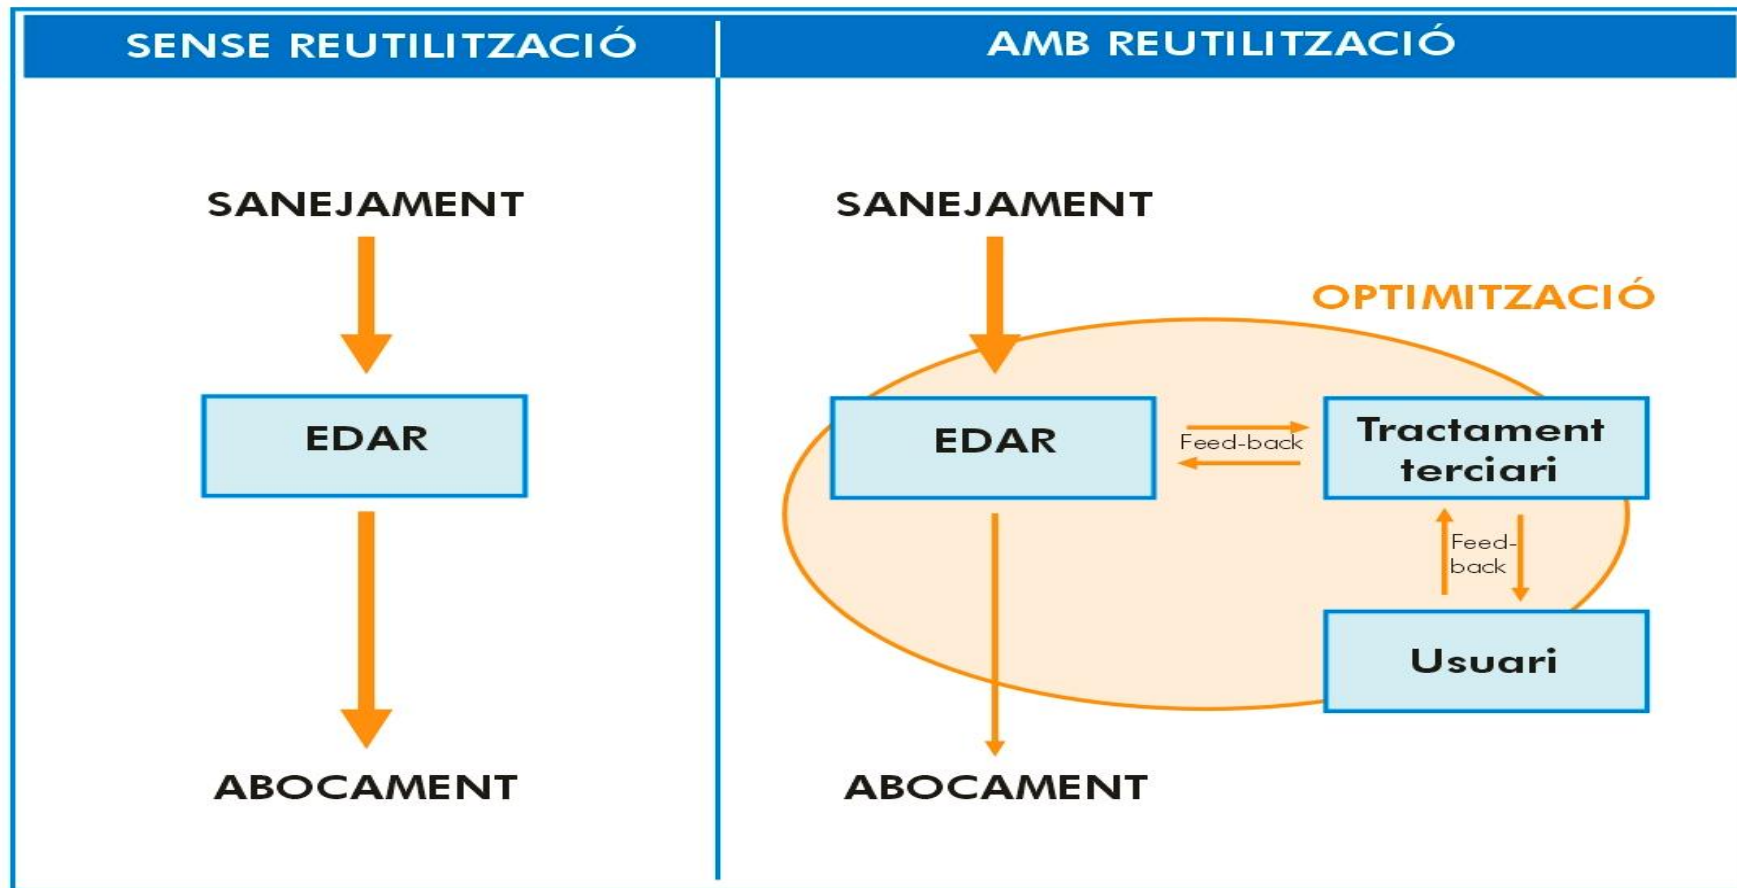 SENSE REUTILITZACIÓ
SANEJAMENT
EDAR
ABOCAMENT
AMB REUTILITZACIÓ
SANEJAMENT
OPTIMITZACIÓ
EDAR
Feed-back
Tractament
terciari
Feed-
back
Usuari
ABOCAMENT